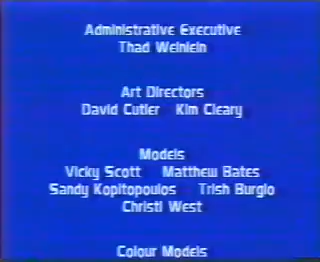 Administrative Executive
Thad Weinlein
Art Directors
David Cutler Kim Cleary
Models
Vicky Scott Matthew Bates
Sandy Kopitopoulos Trish Burgio
Christi West
Colour Models